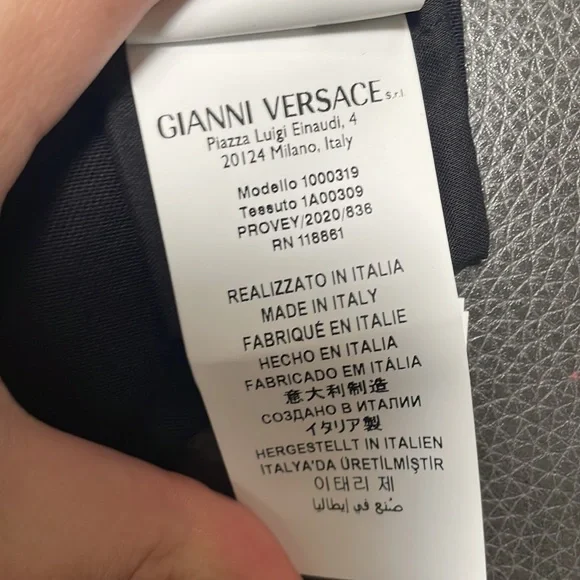 GIANNI VERSACE s.r.l.
Piazza Luigi Einaudi, 4
20124 Milano, Italy
Modello 1000319
Tessuto 1A00309
PROVEY/2020/836
RN 118861
REALIZZATO IN ITALIA
MADE IN ITALY
FABRIQUÉ EN ITALIE
HECHO EN ITALIA
FABRICADO EM ITÁLIA
意大利制造
СОЗДАНО В ИТАЛИИ
イタリア製
HERGESTELLT IN ITALIEN
ITALYA'DA ÜRETILMIŞTIR
이태리 제
صُنع في إيطاليا